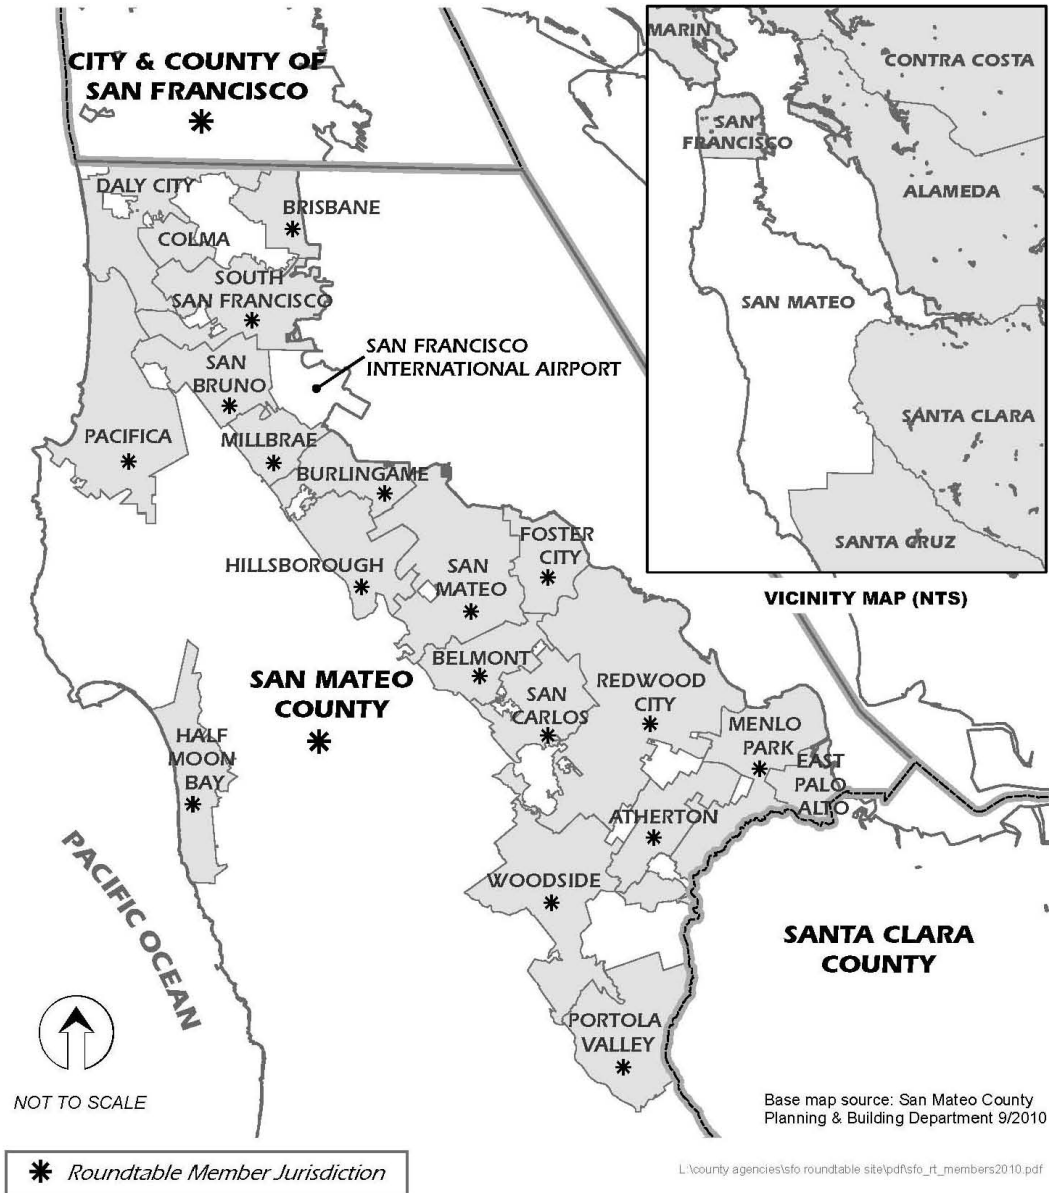 CITY & COUNTY OF
SAN FRANCISCO
DALY CITY
BRISBANE
COLMA
SOUTH
SAN FRANCISCO
SAN FRANCISCO
INTERNATIONAL AIRPORT
SAN
BRUNO
PACIFICA
MILLBRAE
BURLINGAME
HILLSBOROUGH
SAN
MATEO
FOSTER
CITY
BELMONT
SAN
CARLOS
REDWOOD
CITY
MENLO
PARK
EAST
PALO
ALTO
SAN MATEO
COUNTY
HALF
MOON
BAY
ATHERTON
WOODSIDE
PORTOLA
VALLEY
PACIFIC OCEAN
SANTA CLARA
COUNTY
MARIN
CONTRA COSTA
SAN
FRANCISCO
ALAMEDA
SAN MATEO
SANTA CLARA
SANTA CRUZ
VICINITY MAP (NTS)
NOT TO SCALE
Base map source: San Mateo County
Planning & Building Department 9/2010
Roundtable Member Jurisdiction
L:\county agencies\sfo roundtable site\pdf\sfo_rt_members2010.pdf